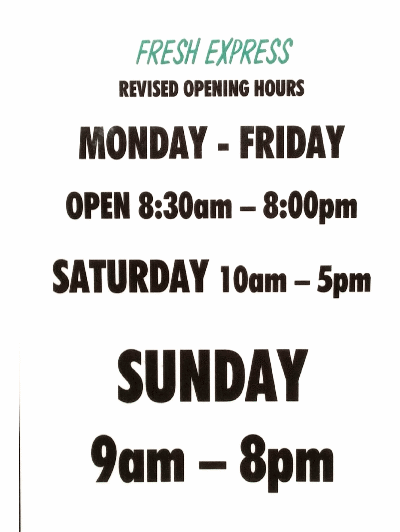 FRESH EXPRESS
REVISED OPENING HOURS
MONDAY - FRIDAY
OPEN 8:30am – 8:00pm
SATURDAY 10am – 5pm
SUNDAY
9am – 8pm